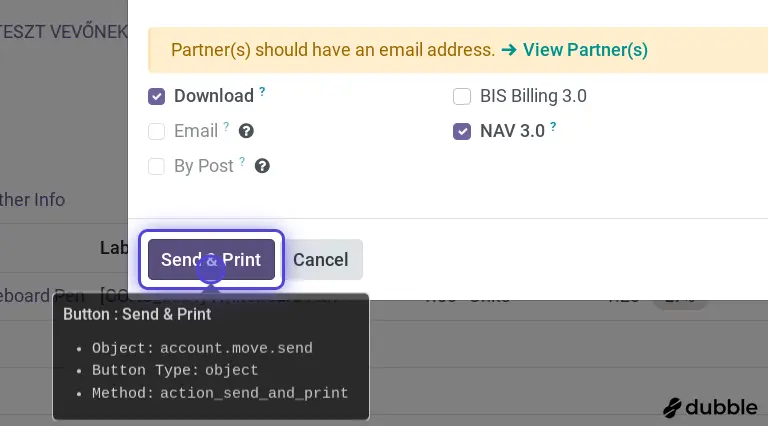 TESZT VEVŐNEK
Partner(s) should have an email address. → View Partner(s)
Download ?
BIS Billing 3.0
Email ?
NAV 3.0 ?
By Post ?
ther Info
Lab
Send & Print
Cancel
eboard Pen
Button : Send & Print
• Object: account.move.send
• Button Type: object
• Method: action_send_and_print
dubble